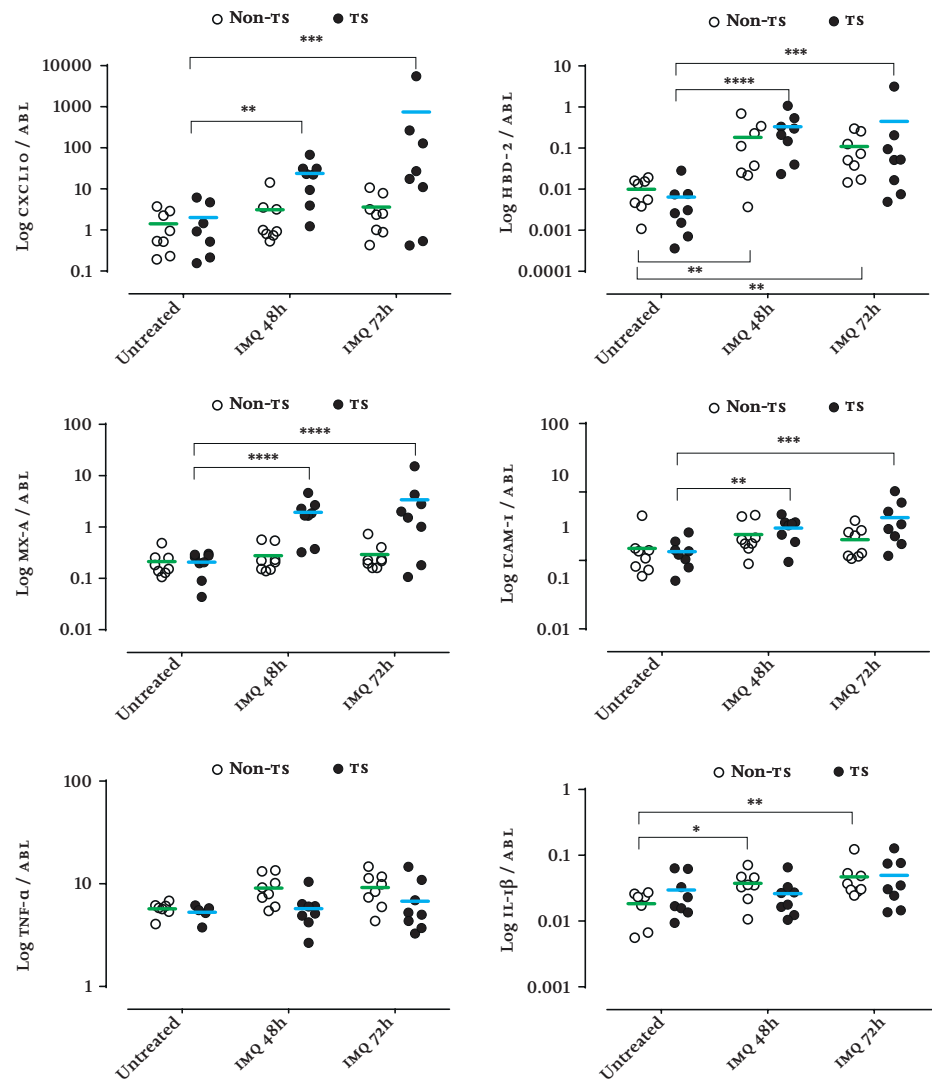 Non-TS TS
***
10000
1000
**
100
10
1
0.1
Log CXCL10 / ABL
Untreated
IMQ 48h
IMQ 72h
Non-TS TS
***
10
****
1
0.1
0.01
0.001
0.0001
**
**
Log HBD-2 / ABL
Untreated
IMQ 48h
IMQ 72h
Non-TS TS
100
****
****
10
1
0.1
0.01
Log MX-A / ABL
Untreated
IMQ 48h
IMQ 72h
Non-TS TS
100
***
10
**
1
0.1
0.01
Log ICAM-1 / ABL
Untreated
IMQ 48h
IMQ 72h
Non-TS TS
100
10
1
Log TNF-α / ABL
Untreated
IMQ 48h
IMQ 72h
Non-TS TS
1
**
*
0.1
0.01
0.001
Log IL-1β / ABL
Untreated
IMQ 48h
IMQ 72h